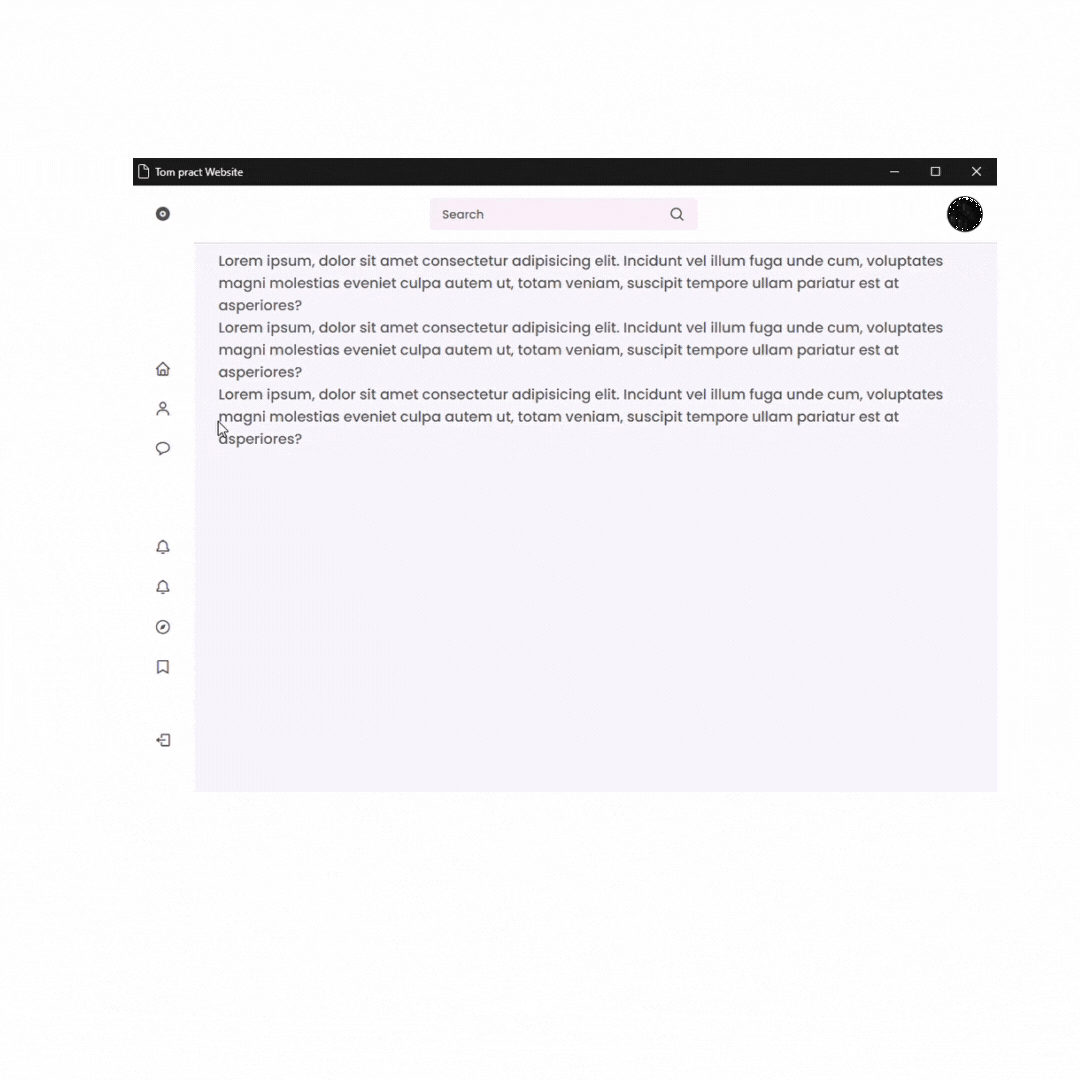 Tom pract Website
Search
Lorem ipsum, dolor sit amet consectetur adipisicing elit. Incidunt vel illum fuga unde cum, voluptates
magni molestias eveniet culpa autem ut, totam veniam, suscipit tempore ullam pariatur est at
asperiores?
Lorem ipsum, dolor sit amet consectetur adipisicing elit. Incidunt vel illum fuga unde cum, voluptates
magni molestias eveniet culpa autem ut, totam veniam, suscipit tempore ullam pariatur est at
asperiores?
Lorem ipsum, dolor sit amet consectetur adipisicing elit. Incidunt vel illum fuga unde cum, voluptates
magni molestias eveniet culpa autem ut, totam veniam, suscipit tempore ullam pariatur est at
asperiores?